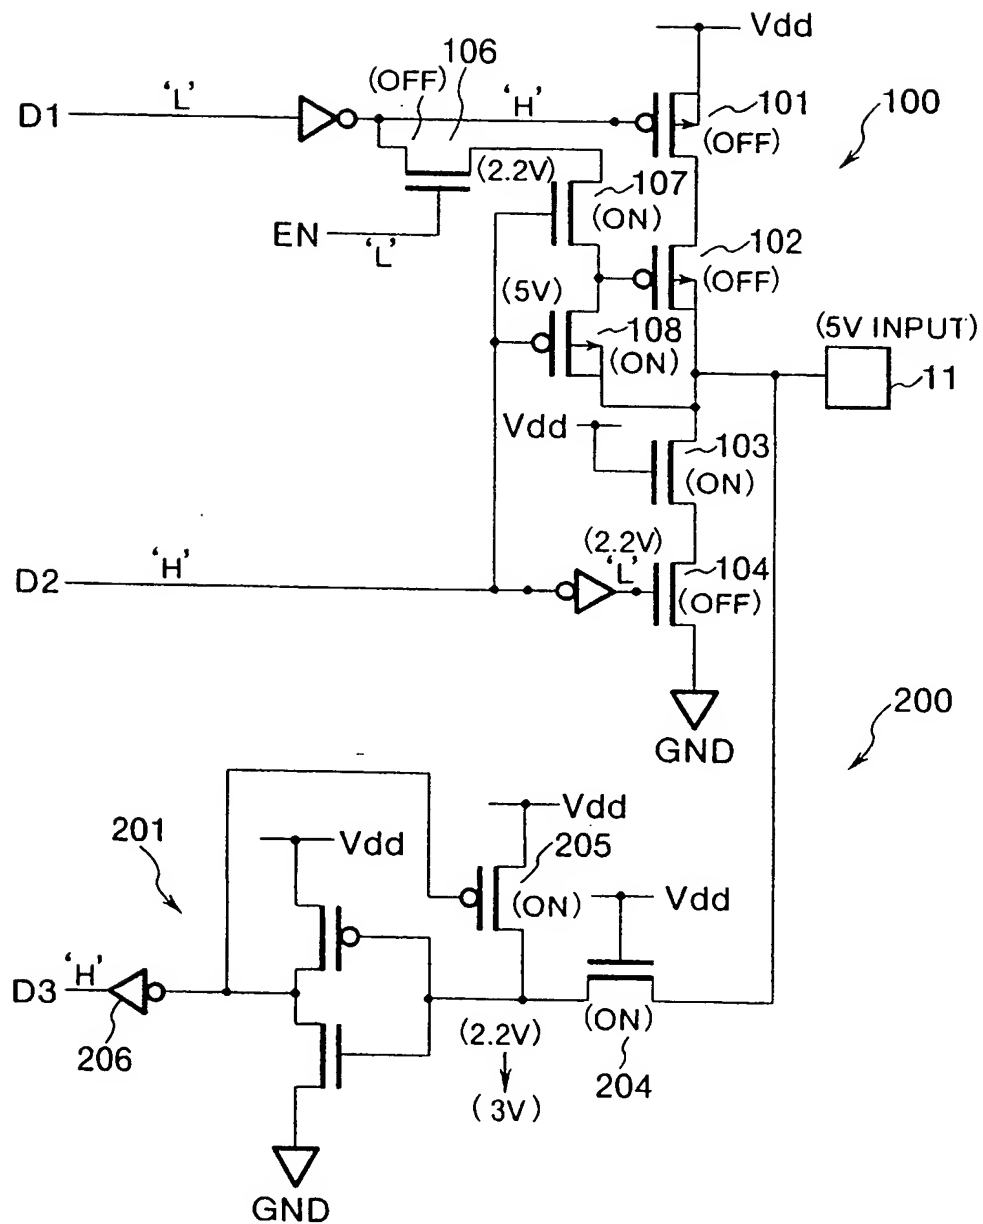 Vdd
106
(OFF)
'L'
'H'
D1
101
(OFF)
100
(2.2V)
107
(ON)
EN
'L'
102
(OFF)
(5V)
108
(ON)
(5V INPUT)
11
Vdd
103
(ON)
(2.2V)
'H'
'L'
D2
104
(OFF)
GND
200
Vdd
201
Vdd
205
(ON)
Vdd
'H'
D3
206
(2.2V)
(ON)
204
(3V)
GND